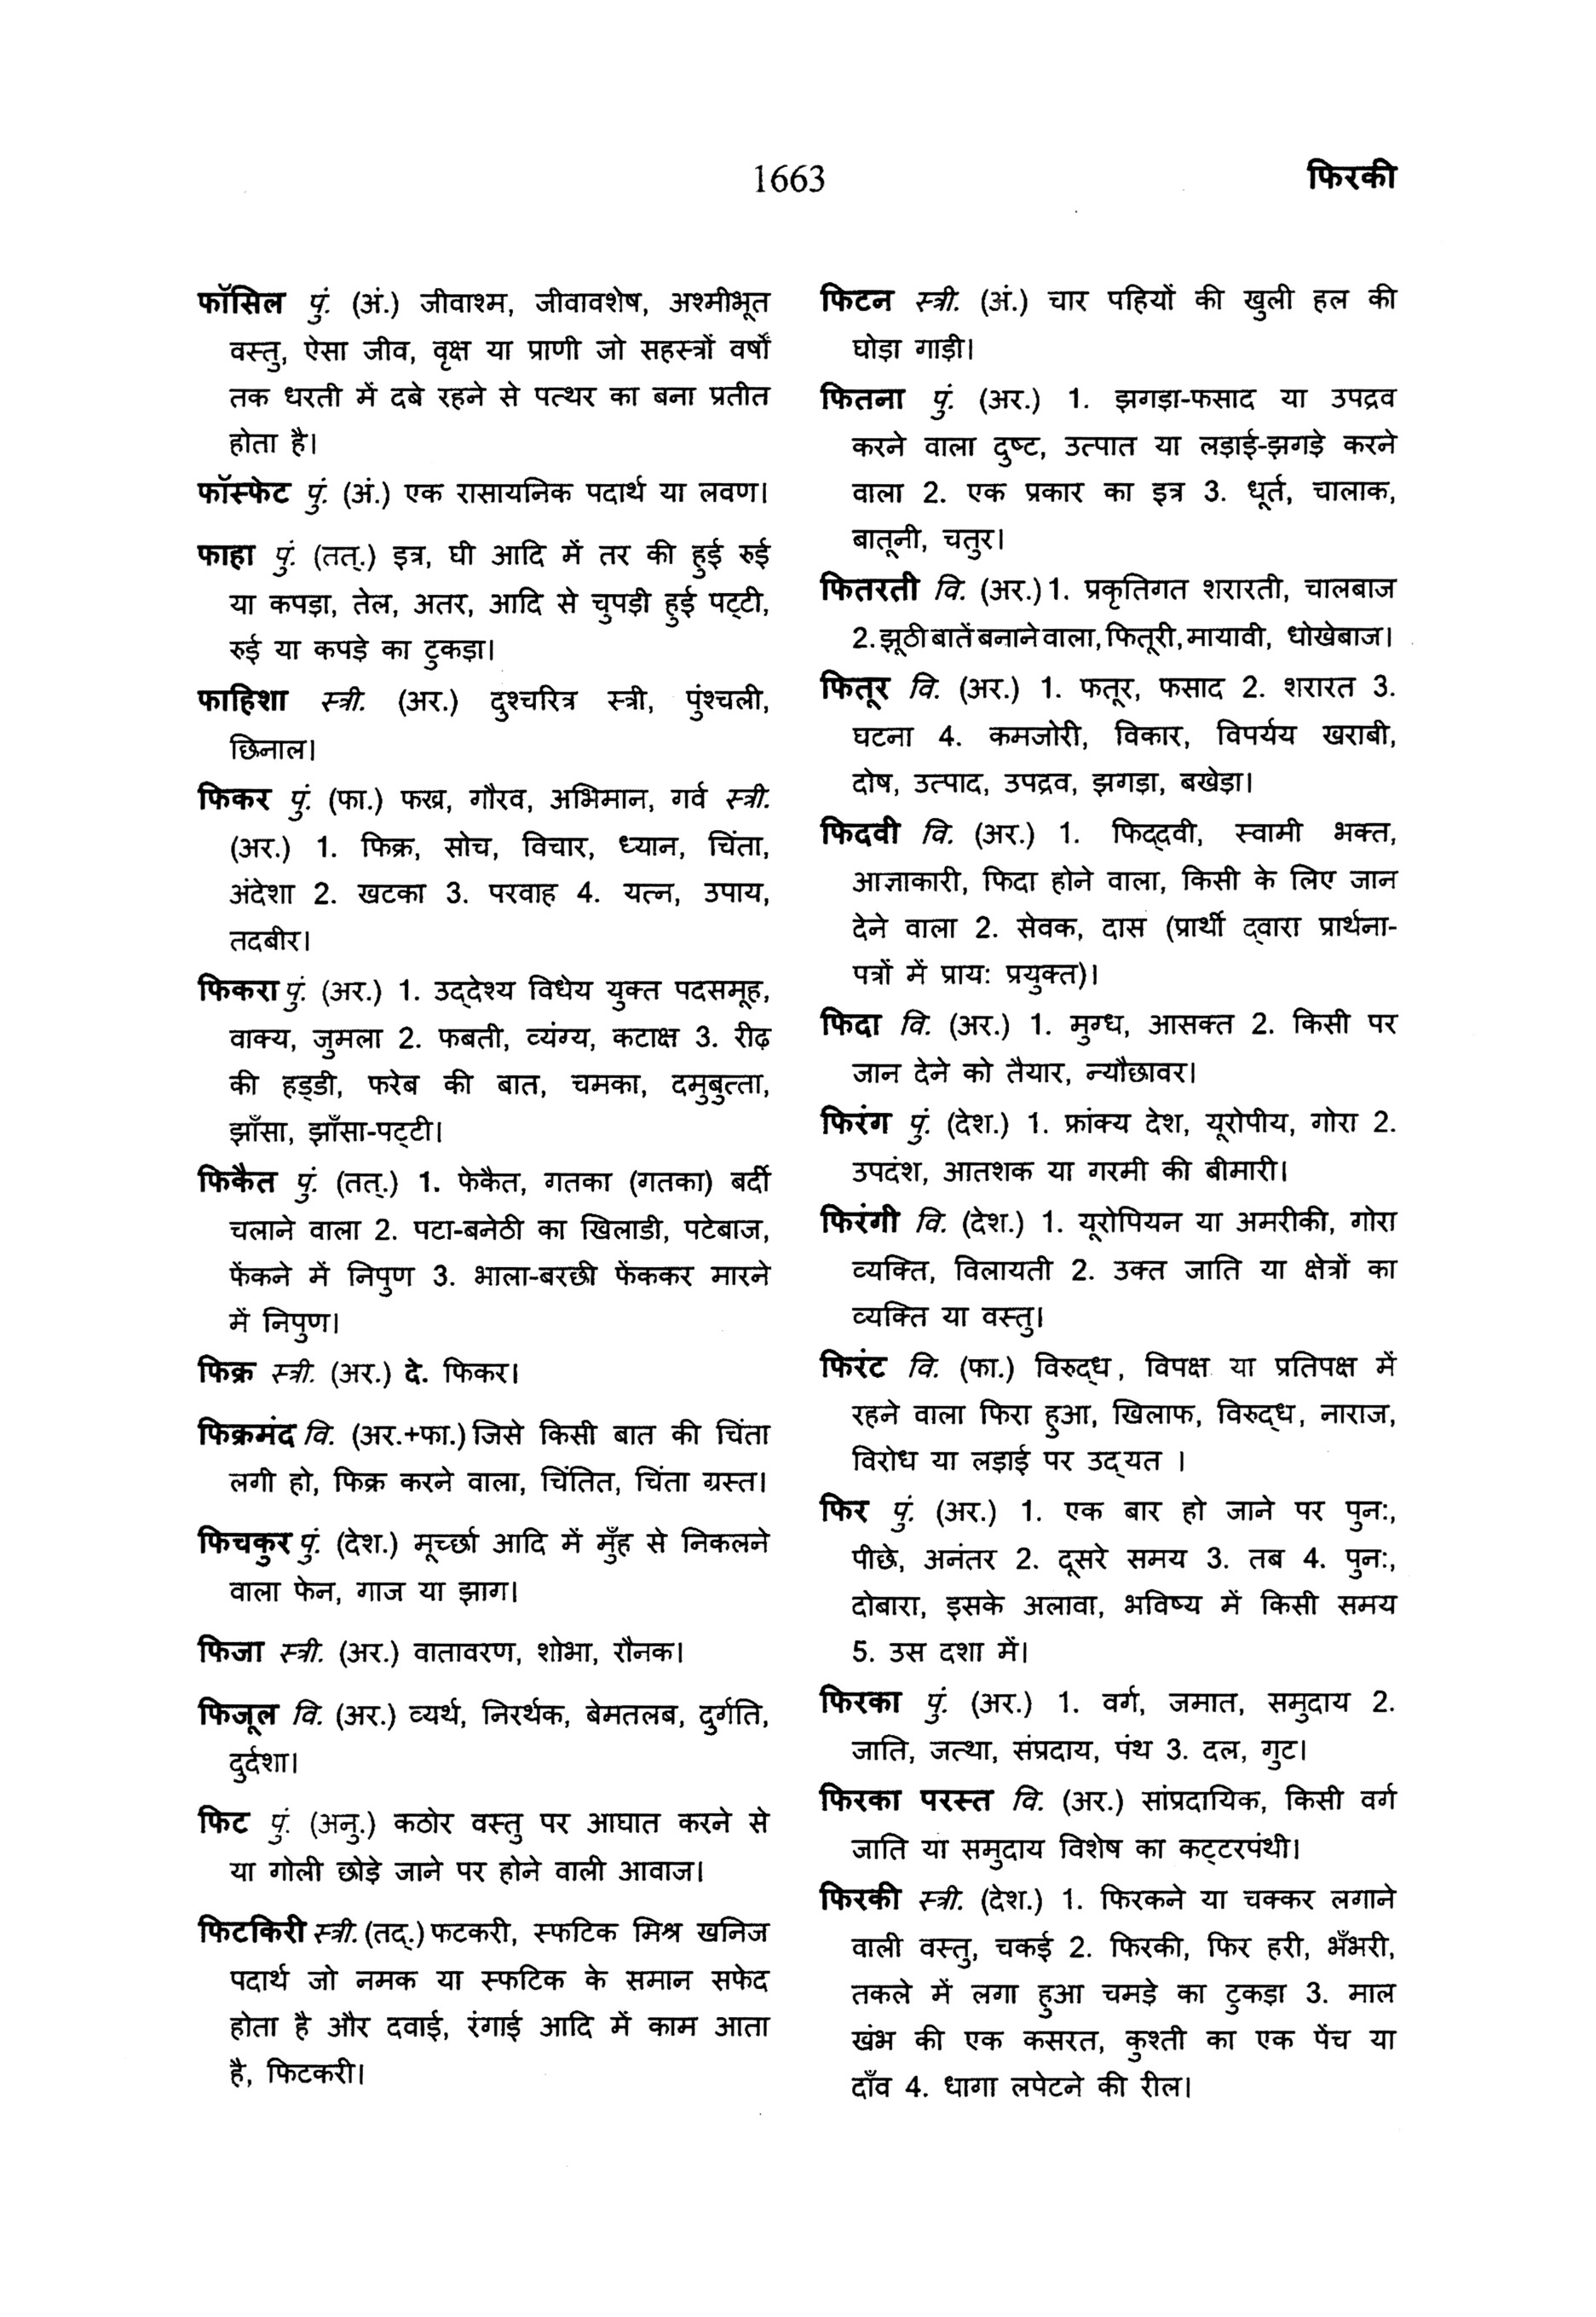 1663
फिरकी
फॉसिल पुं. (अं.) जीवाश्म, जीवावशेष, अश्मीभूत
वस्तु, ऐसा जीव, वृक्ष या प्राणी जो सहस्त्रों वर्षों
तक धरती में दबे रहने से पत्थर का बना प्रतीत
होता है।
फॉस्फेट पुं. (अं.) एक रासायनिक पदार्थ या लवण।
फाहा पुं. (तत्.) इत्र, घी आदि में तर की हुई रुई
या कपड़ा, तेल, अतर, आदि से चुपड़ी हुई पट्टी,
रुई या कपड़े का टुकड़ा।
फाहिशा स्त्री. (अर.) दुश्चरित्र स्त्री, पुंश्चली,
छिनाल।
फिकर पुं. (फा.) फख्र, गौरव, अभिमान, गर्व स्त्री.
(अर.) 1. फिक्र, सोच, विचार, ध्यान, चिंता,
अंदेशा 2. खटका 3. परवाह 4. यत्न, उपाय,
तदबीर।
फिकरा पुं. (अर.) 1. उद्देश्य विधेय युक्त पदसमूह,
वाक्य, जुमला 2. फबती, व्यंग्य, कटाक्ष 3. रीढ़
की हड्डी, फरेब की बात, चमका, दमुबुत्ता,
झाँसा, झाँसा-पट्टी।
फिकैत पुं. (तत्.) 1. फेकैत, गतका (गतका) बर्दी
चलाने वाला 2. पटा-बनेठी का खिलाडी, पटेबाज,
फेंकने में निपुण 3. भाला-बरछी फेंककर मारने
में निपुण।
फिक्र स्त्री. (अर.) दे. फिकर।
फिक्रमंद वि. (अर.+फा.) जिसे किसी बात की चिंता
लगी हो, फिक्र करने वाला, चिंतित, चिंता ग्रस्त।
फिचकुर पुं. (देश.) मूर्च्छा आदि में मुँह से निकलने
वाला फेन, गाज या झाग।
फिजा स्त्री. (अर.) वातावरण, शोभा, रौनक।
फिजूल वि. (अर.) व्यर्थ, निरर्थक, बेमतलब, दुर्गति,
दुर्दशा।
फिट पुं. (अनु.) कठोर वस्तु पर आघात करने से
या गोली छोड़े जाने पर होने वाली आवाज।
फिटकिरी स्त्री. (तद्.) फटकरी, स्फटिक मिश्र खनिज
पदार्थ जो नमक या स्फटिक के समान सफेद
होता है और दवाई, रंगाई आदि में काम आता
है, फिटकरी।
फिटन स्त्री. (अं.) चार पहियों की खुली हल की
घोड़ा गाड़ी।
फितना पुं. (अर.) 1. झगड़ा-फसाद या उपद्रव
करने वाला दुष्ट, उत्पात या लड़ाई-झगड़े करने
वाला 2. एक प्रकार का इत्र 3. धूर्त, चालाक,
बातूनी, चतुर।
फितरती वि. (अर.) 1. प्रकृतिगत शरारती, चालबाज
2. झूठी बातें बनाने वाला, फितूरी, मायावी, धोखेबाज।
फितूर वि. (अर.) 1. फतूर, फसाद 2. शरारत 3.
घटना 4. कमजोरी, विकार, विपर्यय खराबी,
दोष, उत्पाद, उपद्रव, झगड़ा, बखेड़ा।
फिदवी वि. (अर.) 1. फिद्दवी, स्वामी भक्त,
आज्ञाकारी, फिदा होने वाला, किसी के लिए जान
देने वाला 2. सेवक, दास (प्रार्थी द्वारा प्रार्थना-
पत्रों में प्राय: प्रयुक्त)।
फिदा वि. (अर.) 1. मुग्ध, आसक्त 2. किसी पर
जान देने को तैयार, न्यौछावर।
फिरंग पुं. (देश.) 1. फ्रांक्य देश, यूरोपीय, गोरा 2.
उपदंश, आतशक या गरमी की बीमारी।
फिरंगी वि. (देश.) 1. यूरोपियन या अमरीकी, गोरा
व्यक्ति, विलायती 2. उक्त जाति या क्षेत्रों का
व्यक्ति या वस्तु।
फिरंट वि. (फा.) विरुद्ध, विपक्ष या प्रतिपक्ष में
रहने वाला फिरा हुआ, खिलाफ, विरुद्ध, नाराज,
विरोध या लड़ाई पर उद्यत ।
फिर पुं. (अर.) 1. एक बार हो जाने पर पुन:,
पीछे, अनंतर 2. दूसरे समय 3. तब 4. पुन:,
दोबारा, इसके अलावा, भविष्य में किसी समय
5. उस दशा में।
फिरका पुं. (अर.) 1. वर्ग, जमात, समुदाय 2.
जाति, जत्था, संप्रदाय, पंथ 3. दल, गुट।
फिरका परस्त वि. (अर.) सांप्रदायिक, किसी वर्ग
जाति या समुदाय विशेष का कट्टरपंथी।
फिरकी स्त्री. (देश.) 1. फिरकने या चक्कर लगाने
वाली वस्तु, चकई 2. फिरकी, फिर हरी, भँभरी,
तकले में लगा हुआ चमड़े का टुकड़ा 3. माल
खंभ की एक कसरत, कुश्ती का एक पेंच या
दाँव 4. धागा लपेटने की रील।